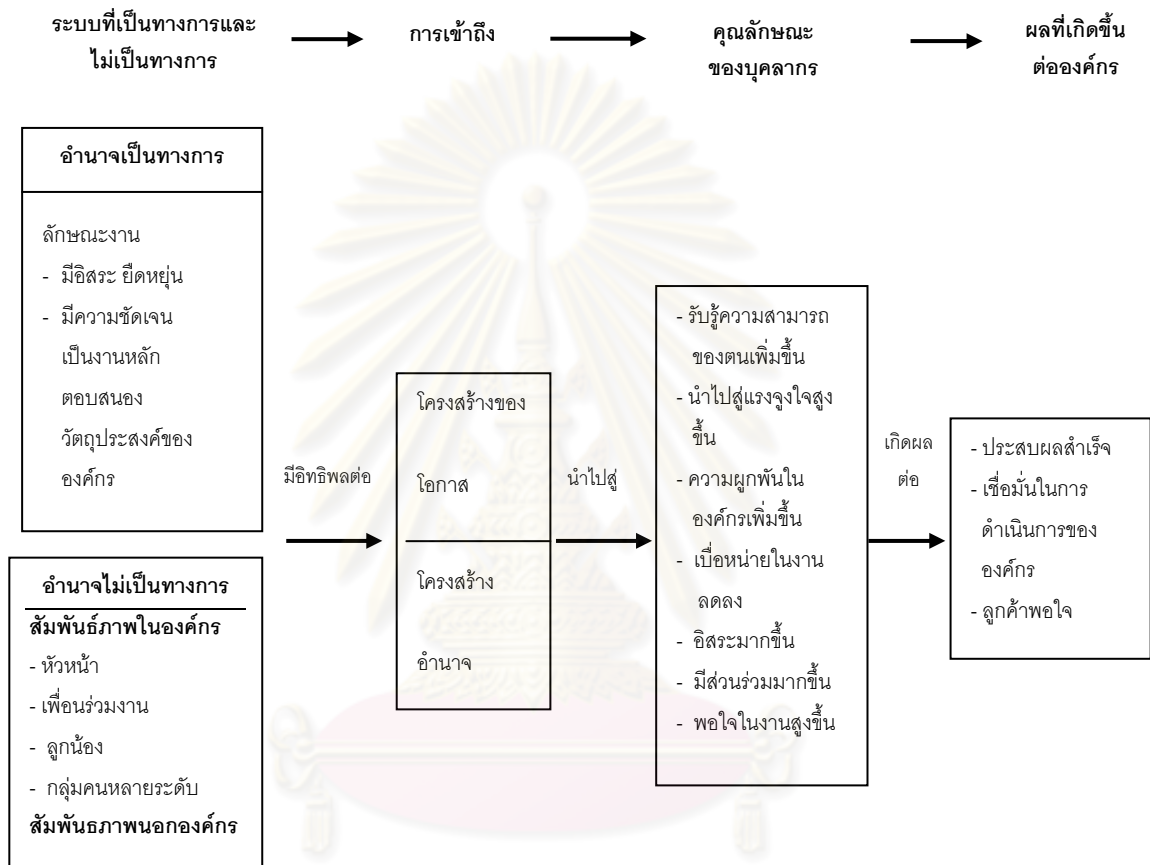 ระบบที่เป็นทางการและ
ไม่เป็นทางการ
การเข้าถึง
คุณลักษณะ
ของบุคลากร
ผลที่เกิดขึ้น
ต่อองค์กร
อำนาจเป็นทางการ
ลักษณะงาน
- มีอิสระ ยืดหยุ่น
- มีความชัดเจน
เป็นงานหลัก
ตอบสนอง
วัตถุประสงค์ของ
องค์กร
อำนาจไม่เป็นทางการ
สัมพันธ์ภาพในองค์กร
- หัวหน้า
- เพื่อนร่วมงาน
- ลูกน้อง
- กลุ่มคนหลายระดับ
สัมพันธภาพนอกองค์กร
มีอิทธิพลต่อ
โครงสร้างของ
โอกาส
โครงสร้าง
อำนาจ
นำไปสู่
- รับรู้ความสามารถ
ของตนเพิ่มขึ้น
- นำไปสู่แรงจูงใจสูง
ขึ้น
- ความผูกพันใน
องค์กรเพิ่มขึ้น
- เบื่อหน่ายในงาน
ลดลง
- อิสระมากขึ้น
- มีส่วนร่วมมากขึ้น
- พอใจในงานสูงขึ้น
เกิดผล
ต่อ
- ประสบผลสำเร็จ
- เชื่อมั่นในการ
ดำเนินการของ
องค์กร
- ลูกค้าพอใจ